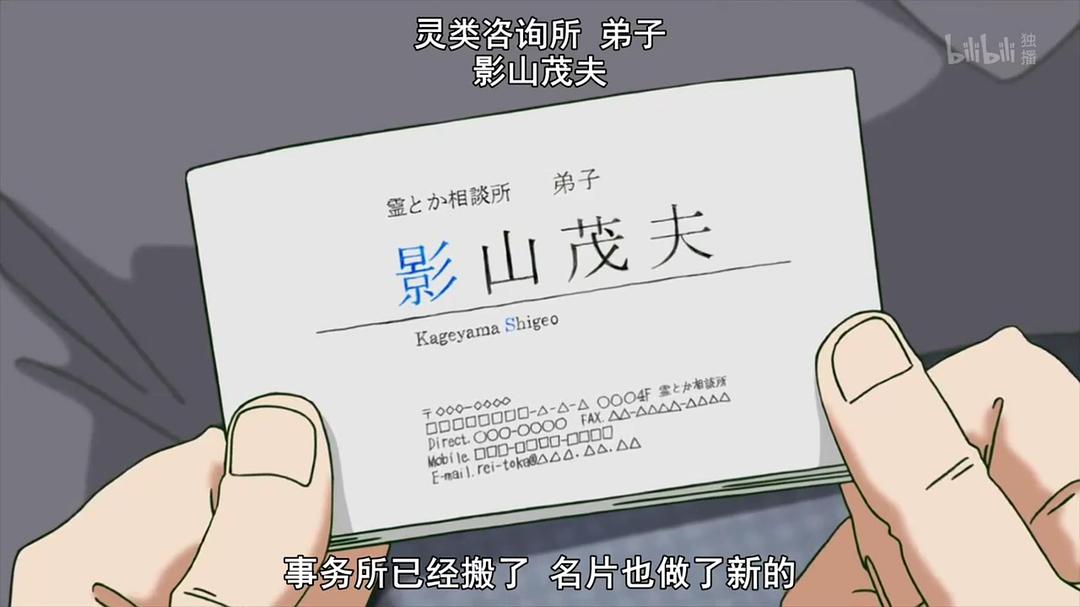 灵类咨询所 弟子
影山茂夫
bilibili 独播
霊とか相談所 弟子
影山茂夫
Kageyama Shigeo
〒○○○-○○○○
□□□□□□□□-△-△-△ ○○○4F 霊とか相談所
Direct.○○○-○○○○ FAX.△△-△△△△-△△△△
Mobile.□□□-□□□□-□□□□
E-mail.rei-toka@△△△.△△.△△
事务所已经搬了 名片也做了新的